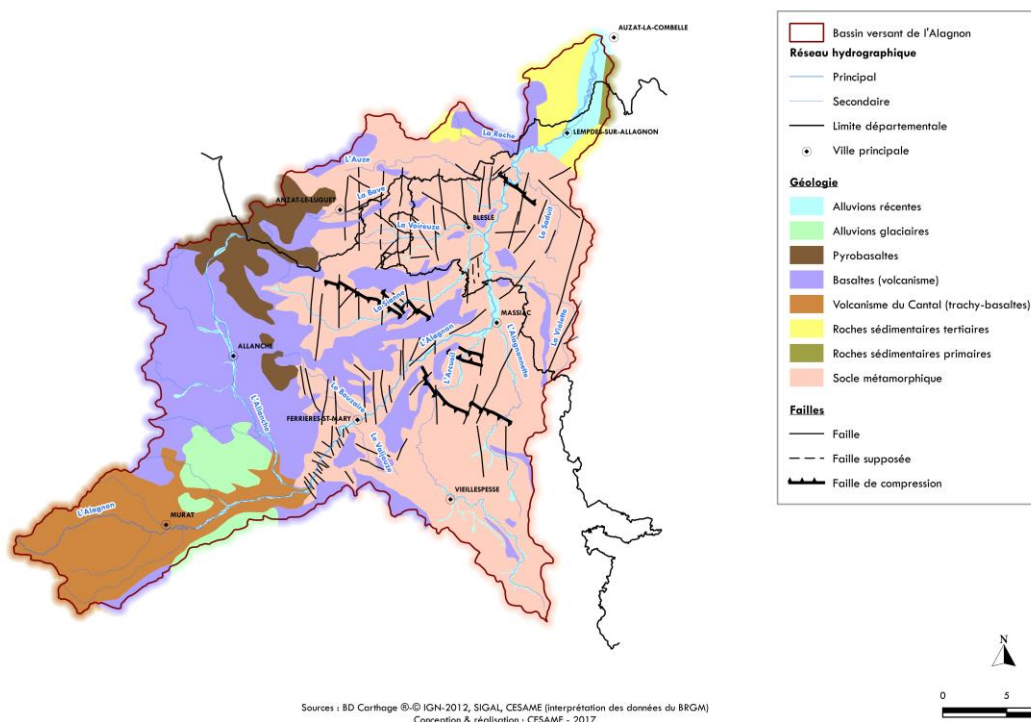 AUZAT-LA-COMBELLE
LEMPDES-SUR-ALLAGNON
La Roche
L'Auze
La Bave
ANZAT-LE-LUGUET
La Voirouze
BLESLE
Le Saduit
La Sianne
MASSIAC
L'Alagnon
L'Alagnonnette
La Violette
ALLANCHE
L'Arcueil
Le Bouzaire
L'Allanche
FERRIERES-ST-MARY
Le Valjouze
VIEILLESPESSE
MURAT
L'Alagnon
Bassin versant de l'Alagnon
Réseau hydrographique
Principal
Secondaire
Limite départementale
Ville principale
Géologie
Alluvions récentes
Alluvions glaciaires
Pyrobasaltes
Basaltes (volcanisme)
Volcanisme du Cantal (trachy-basaltes)
Roches sédimentaires tertiaires
Roches sédimentaires primaires
Socle métamorphique
Failles
Faille
Faille supposée
Faille de compression
N
0 5
Sources : BD Carthage ®-© IGN-2012, SIGAL, CESAME (interprétation des données du BRGM)
Conception & réalisation : CESAME - 2017